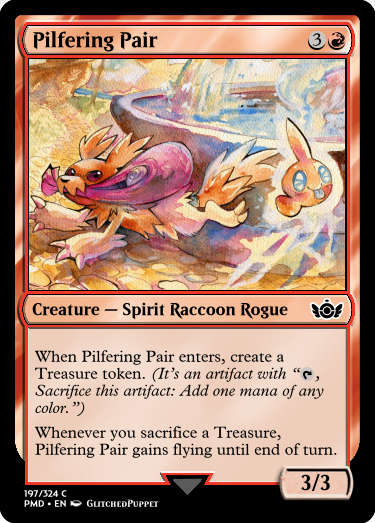 Pilfering Pair 3
Creature — Spirit Raccoon Rogue
When Pilfering Pair enters, create a
Treasure token. (It's an artifact with “,
Sacrifice this artifact: Add one mana of any
color.”)
Whenever you sacrifice a Treasure,
Pilfering Pair gains flying until end of turn.
3/3
197/324 C
PMD • EN GlitchedPuppet